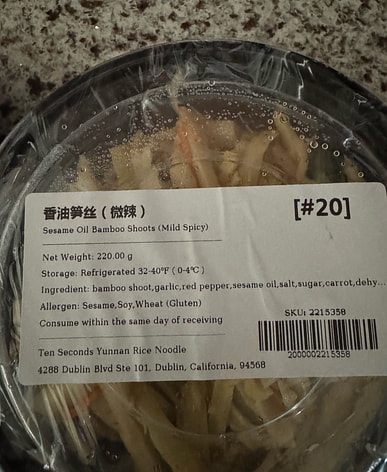 香油笋丝（微辣）
[#20]
Sesame Oil Bamboo Shoots (Mild Spicy)
Net Weight: 220.00 g
Storage: Refrigerated 32-40°F (0-4°C)
Ingredient: bamboo shoot,garlic,red pepper,sesame oil,salt,sugar,carrot,dehy...
Allergen: Sesame,Soy,Wheat (Gluten)
SKU: 2215358
Consume within the same day of receiving
2000002215358
Ten Seconds Yunnan Rice Noodle
4288 Dublin Blvd Ste 101, Dublin, California, 94568